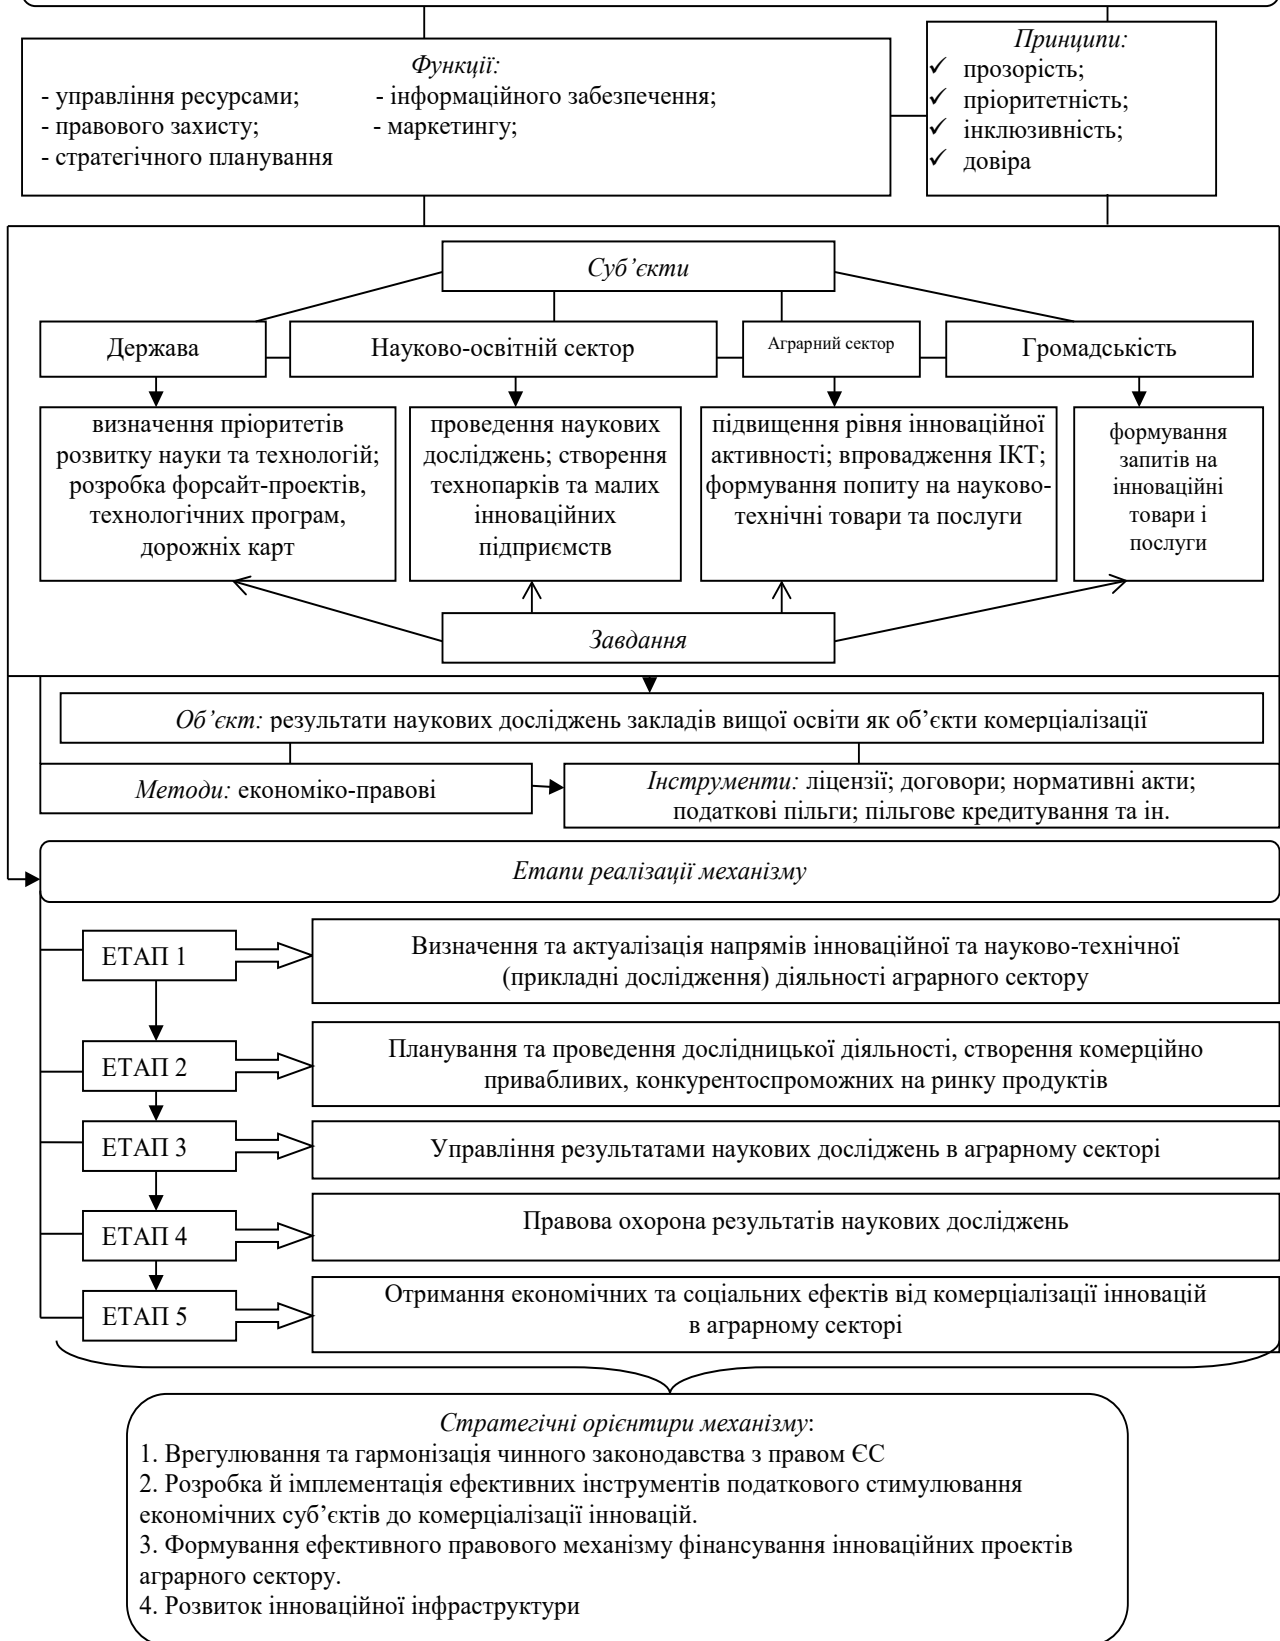 Функції:
- управління ресурсами; - інформаційного забезпечення;
- правового захисту; - маркетингу;
- стратегічного планування
Принципи:
✓ прозорість;
✓ пріоритетність;
✓ інклюзивність;
✓ довіра
Суб’єкти
Держава
Науково-освітній сектор
Аграрний сектор
Громадськість
визначення пріоритетів
розвитку науки та технологій;
розробка форсайт-проектів,
технологічних програм,
дорожніх карт
проведення наукових
досліджень; створення
технопарків та малих
інноваційних
підприємств
підвищення рівня інноваційної
активності; впровадження ІКТ;
формування попиту на науково-
технічні товари та послуги
формування
запитів на
інноваційні
товари і
послуги
Завдання
Об’єкт: результати наукових досліджень закладів вищої освіти як об’єкти комерціалізації
Методи: економіко-правові
Інструменти: ліцензії; договори; нормативні акти;
податкові пільги; пільгове кредитування та ін.
Етапи реалізації механізму
ЕТАП 1
Визначення та актуалізація напрямів інноваційної та науково-технічної
(прикладні дослідження) діяльності аграрного сектору
ЕТАП 2
Планування та проведення дослідницької діяльності, створення комерційно
привабливих, конкурентоспроможних на ринку продуктів
ЕТАП 3
Управління результатами наукових досліджень в аграрному секторі
ЕТАП 4
Правова охорона результатів наукових досліджень
ЕТАП 5
Отримання економічних та соціальних ефектів від комерціалізації інновацій
в аграрному секторі
Стратегічні орієнтири механізму:
1. Врегулювання та гармонізація чинного законодавства з правом ЄС
2. Розробка й імплементація ефективних інструментів податкового стимулювання
економічних суб’єктів до комерціалізації інновацій.
3. Формування ефективного правового механізму фінансування інноваційних проектів
аграрного сектору.
4. Розвиток інноваційної інфраструктури